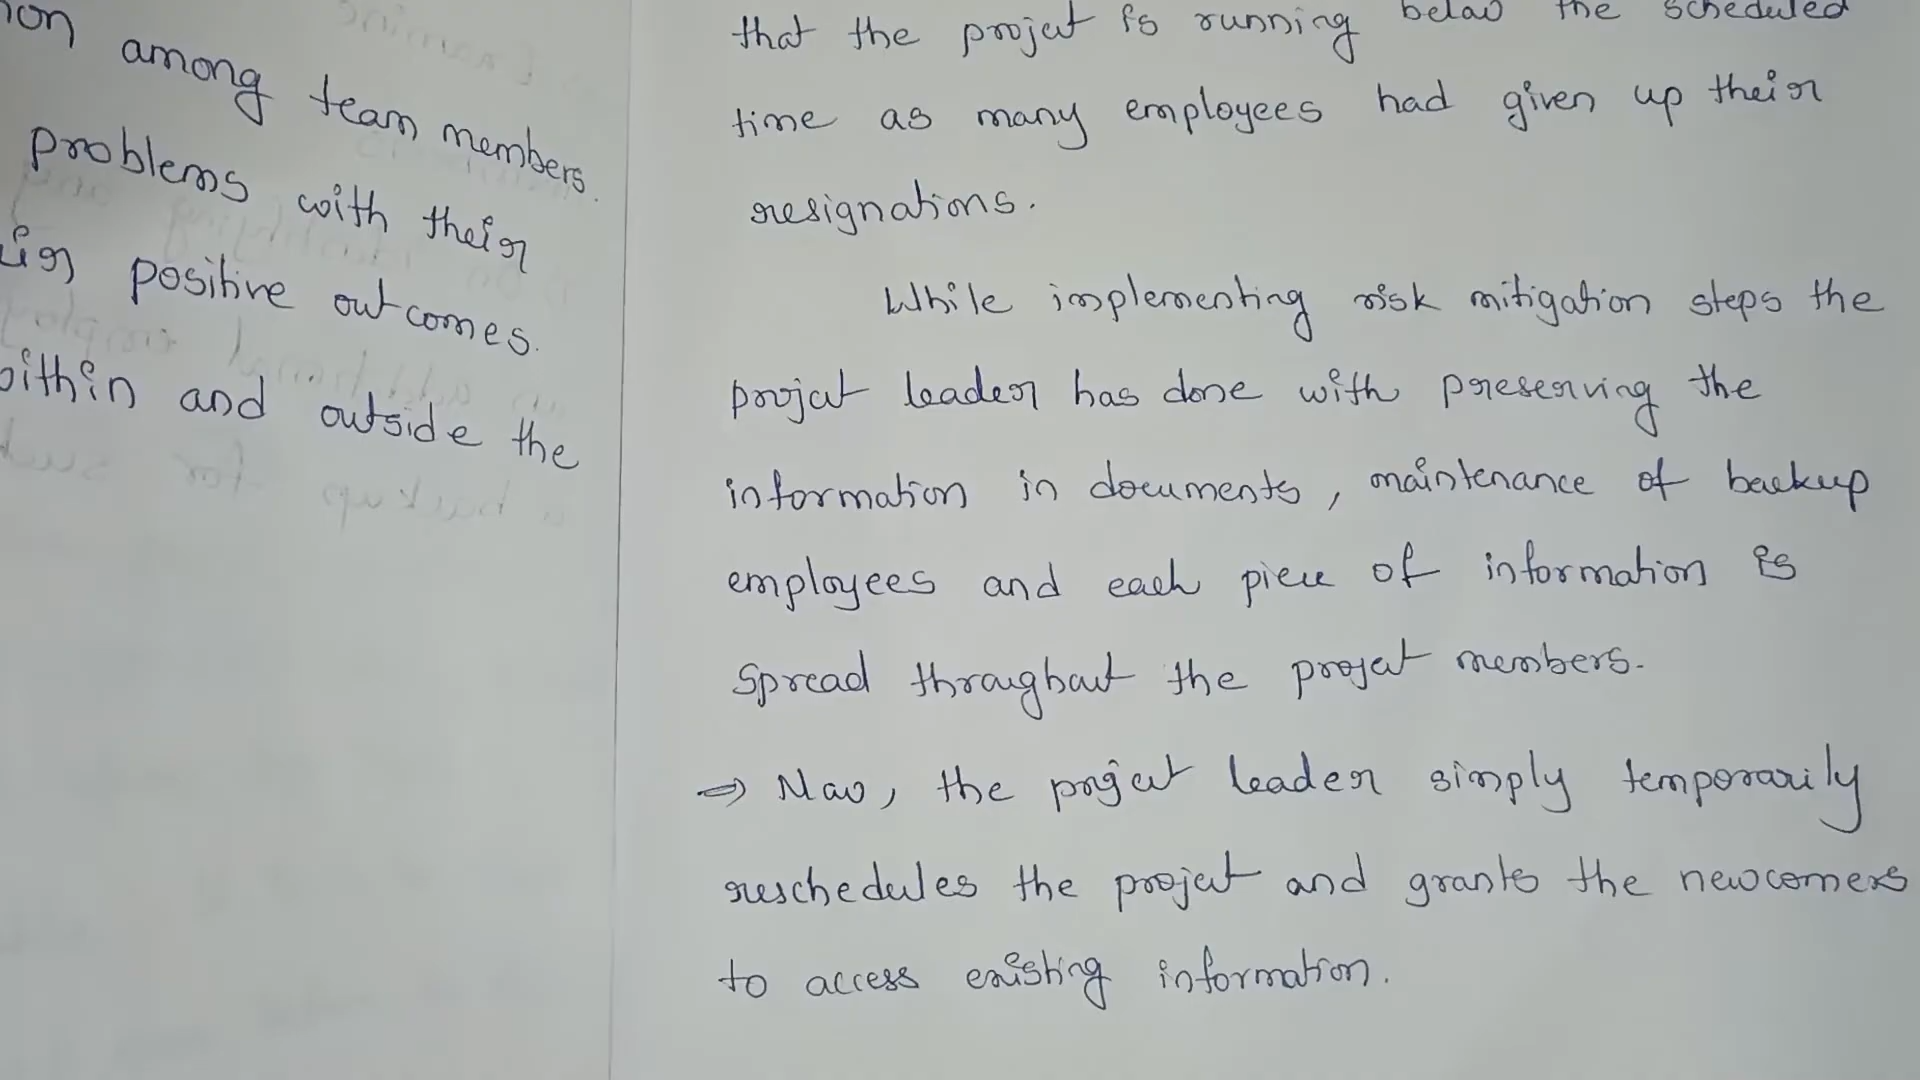 among team members.
problems with their
positive outcomes.
within and outside the
that the project is running below the scheduled
time as many employees had given up their
resignations.
While implementing risk mitigation steps the
project leader has done with preserving the
information in documents, maintenance of backup
employees and each piece of information is
spread throughout the project members.
⇒ Now, the project leader simply temporarily
reschedules the project and grants the newcomers
to access existing information.